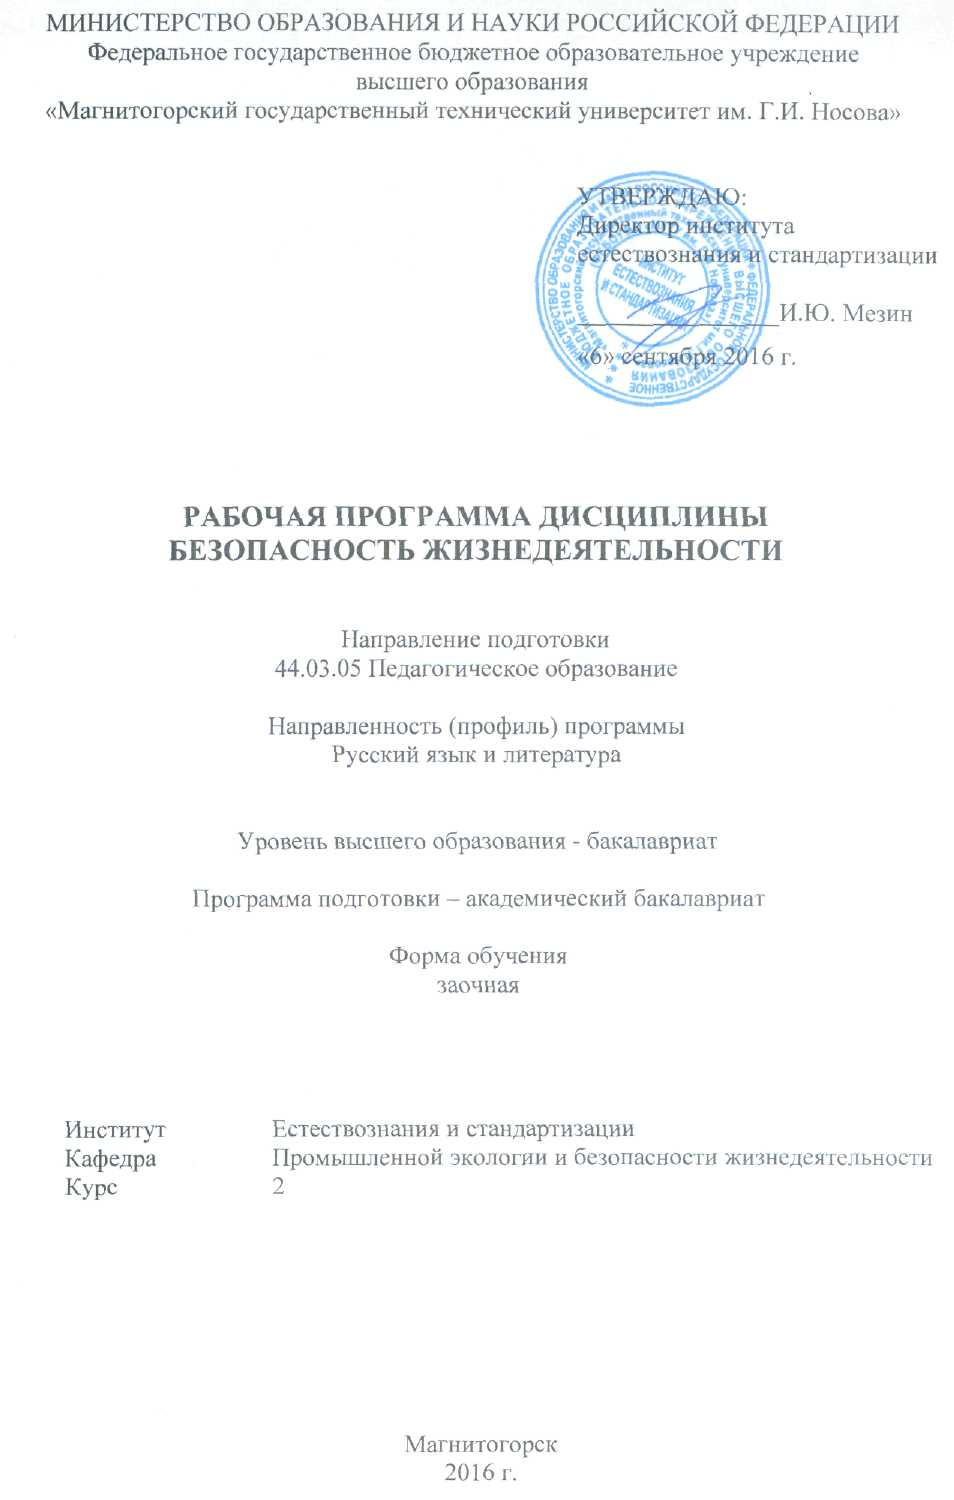 МИНИСТЕРСТВО ОБРАЗОВАНИЯ И НАУКИ РОССИЙСКОЙ ФЕДЕРАЦИИ
Федеральное государственное бюджетное образовательное учреждение
высшего образования
«Магнитогорский государственный технический университет им. Г.И. Носова»
УТВЕРЖДАЮ:
Директор института
естествознания и стандартизации
И.Ю. Мезин
«6» сентября 2016 г.
ИНСТИТУТ
ЕСТЕСТВОЗНАНИЯ
И СТАНДАРТИЗАЦИИ
РАБОЧАЯ ПРОГРАММА ДИСЦИПЛИНЫ
БЕЗОПАСНОСТЬ ЖИЗНЕДЕЯТЕЛЬНОСТИ
Направление подготовки
44.03.05 Педагогическое образование
Направленность (профиль) программы
Русский язык и литература
Уровень высшего образования - бакалавриат
Программа подготовки – академический бакалавриат
Форма обучения
заочная
Институт Естествознания и стандартизации
Кафедра Промышленной экологии и безопасности жизнедеятельности
Курс 2
Магнитогорск
2016 г.